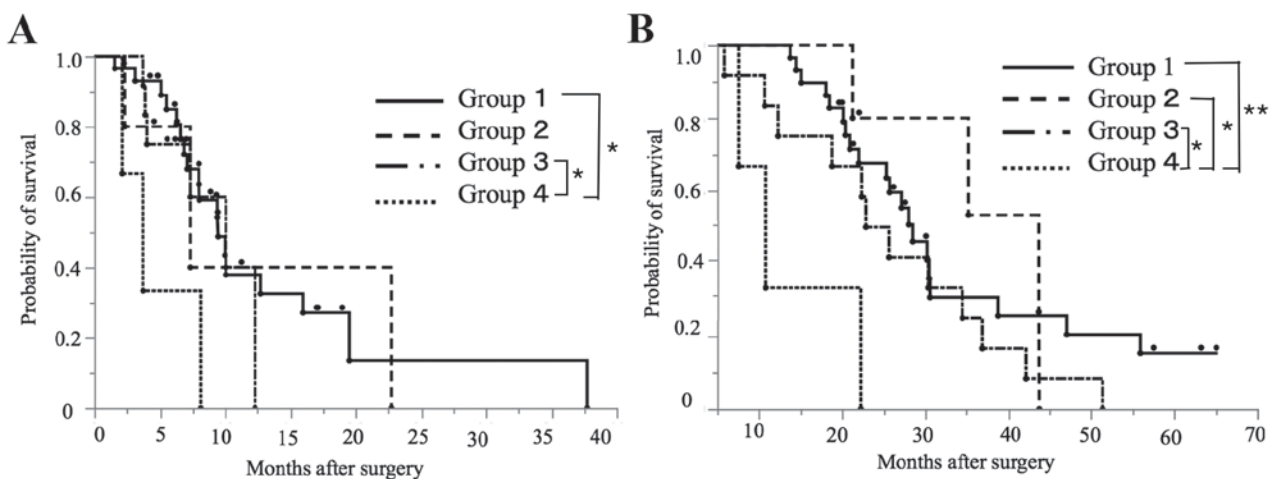 A
Probability of survival
1.0
0.8
0.6
0.4
0.2
0
0 5 10 15 20 25 30 35 40
Months after surgery
Group 1
Group 2
Group 3
Group 4
*
*
B
Probability of survival
1.0
0.8
0.6
0.4
0.2
0
10 20 30 40 50 60 70
Months after surgery
Group 1
Group 2
Group 3
Group 4
*
*
**